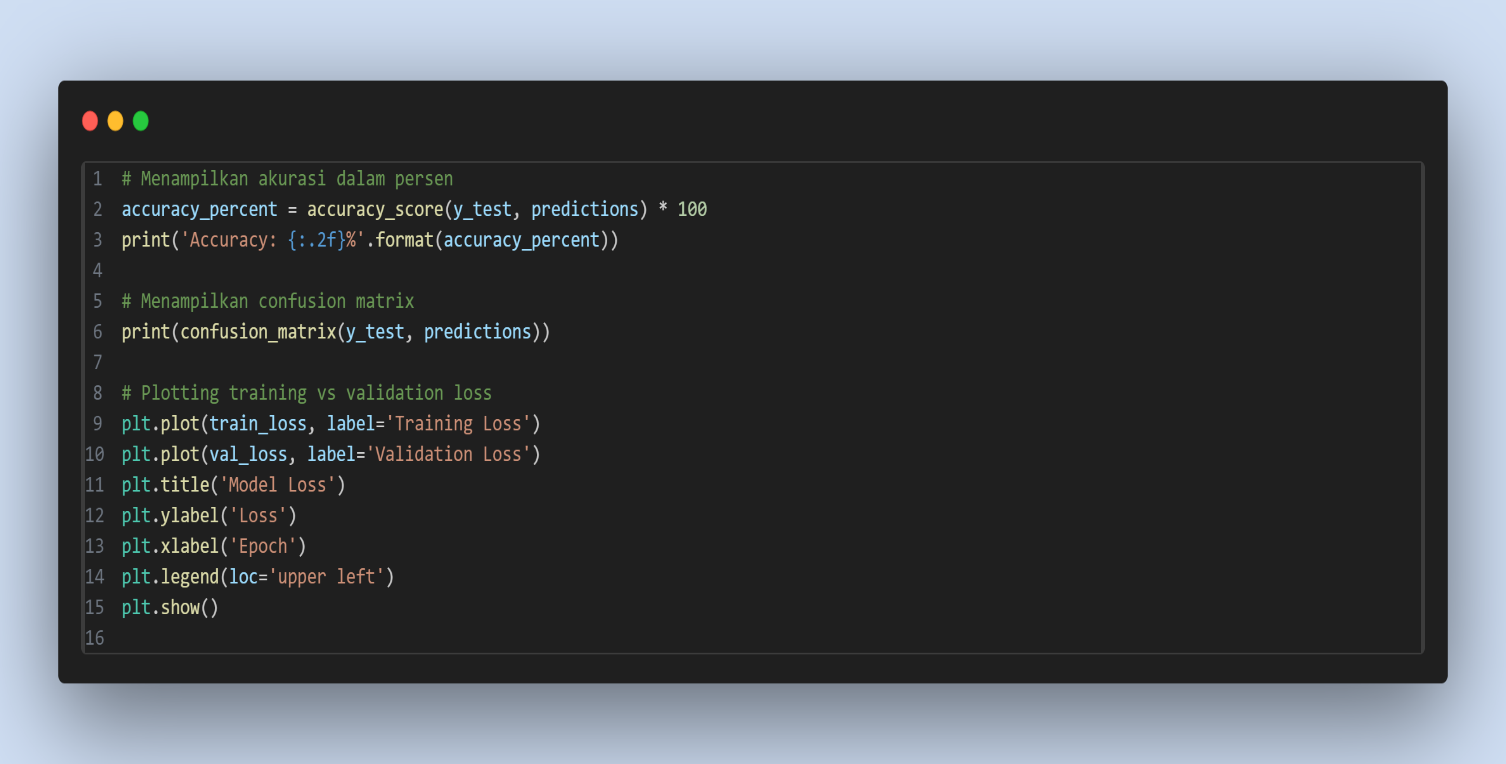 1 # Menampilkan akurasi dalam persen
2 accuracy_percent = accuracy_score(y_test, predictions) * 100
3 print('Accuracy: {:.2f}%'.format(accuracy_percent))
4
5 # Menampilkan confusion matrix
6 print(confusion_matrix(y_test, predictions))
7
8 # Plotting training vs validation loss
9 plt.plot(train_loss, label='Training Loss')
10 plt.plot(val_loss, label='Validation Loss')
11 plt.title('Model Loss')
12 plt.ylabel('Loss')
13 plt.xlabel('Epoch')
14 plt.legend(loc='upper left')
15 plt.show()
16